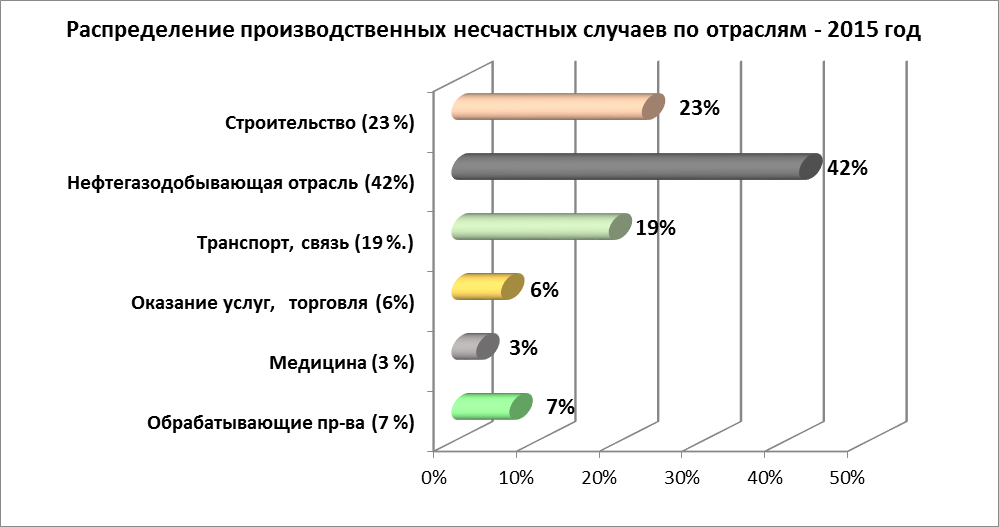 Распределение производственных несчастных случаев по отраслям - 2015 год
Строительство (23 %)
23%
Нефтегазодобывающая отрасль (42%)
42%
Транспорт, связь (19 %.)
19%
Оказание услуг, торговля (6%)
6%
Медицина (3 %)
3%
Обрабатывающие пр-ва (7 %)
7%
0% 10% 20% 30% 40% 50%